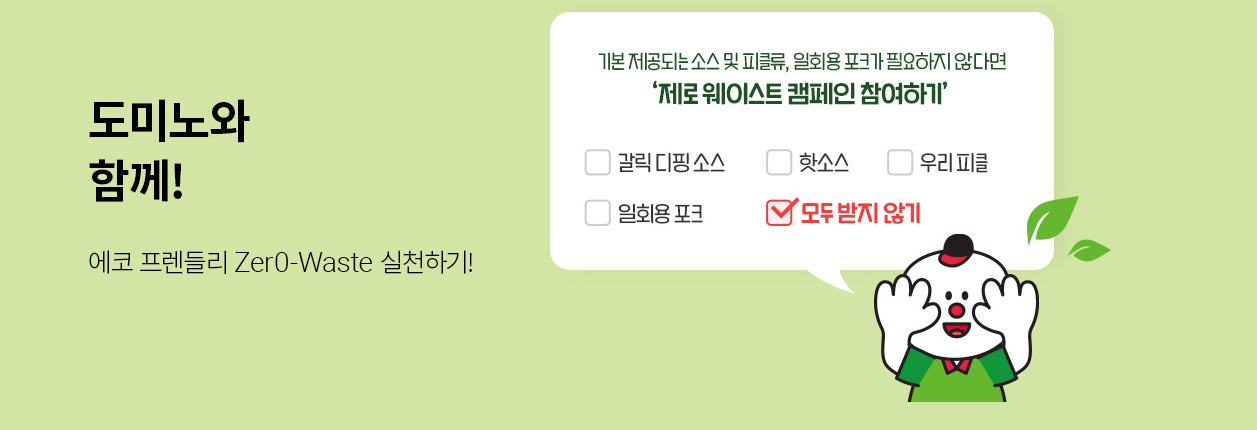 도미노와
함께!
에코 프렌들리 Zer0-Waste 실천하기!
기본 제공되는 소스 및 피클류, 일회용 포크가 필요하지 않다면
‘제로 웨이스트 캠페인 참여하기’
갈릭 디핑 소스 핫소스 우리 피클
일회용 포크 모두 받지 않기